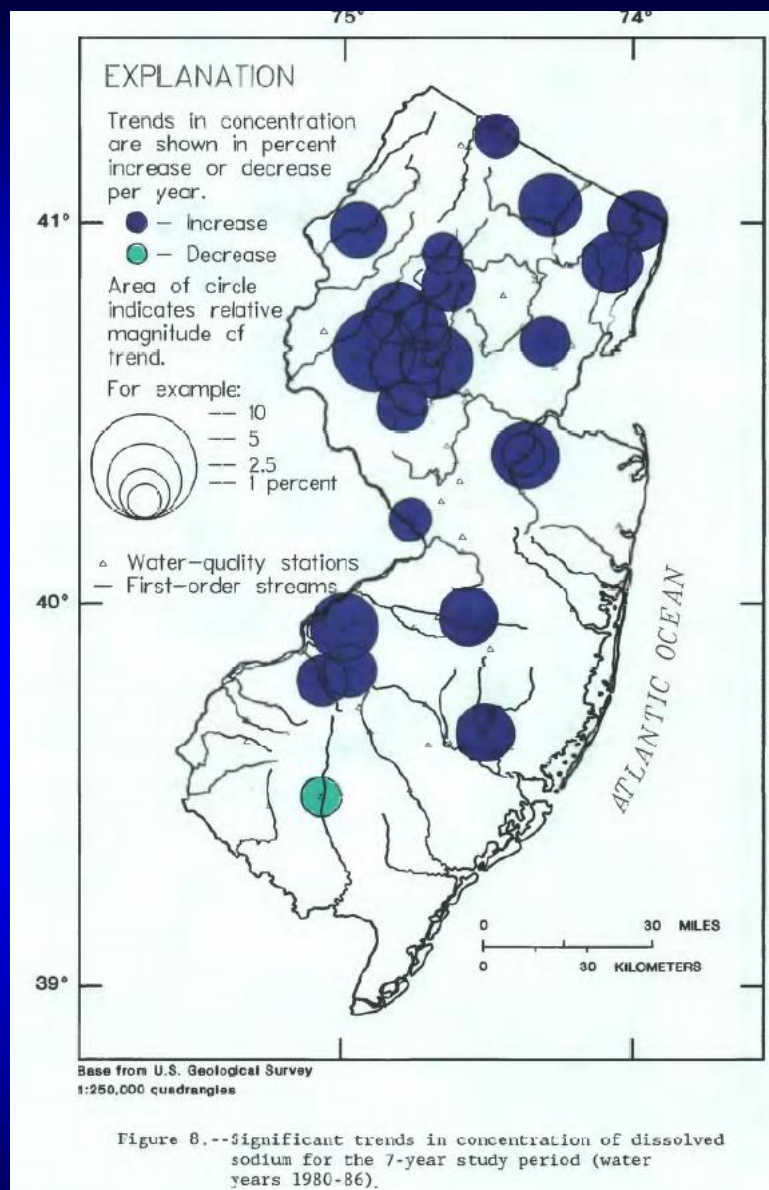 75° 74°
EXPLANATION
Trends in concentration
are shown in percent
increase or decrease
per year.
— Increase
— Decrease
Area of circle
indicates relative
magnitude cf
trend.
For example:
--- 10
--- 5
--- 2.5
--- 1 percent
Water-qudlity stations
First-order streams
41°
40°
39°
ATLANTIC OCEAN
0 30 MILES
0 30 KILOMETERS
Base from U.S. Geological Survey
1:250,000 quadrangles
Figure 8.--Significant trends in concentration of dissolved
sodium for the 7-year study period (water
years 1980-86).